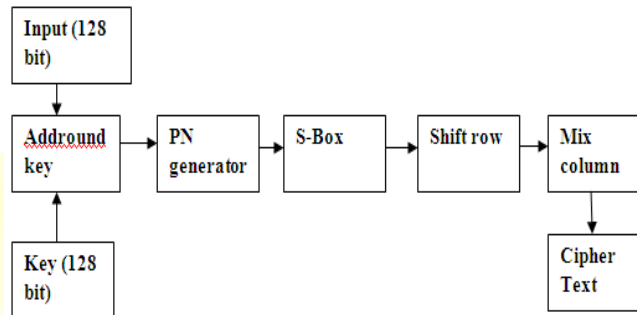 Input (128
bit)
Addround
key
PN
generator
S-Box
Shift row
Mix
column
Key (128
bit)
Cipher
Text